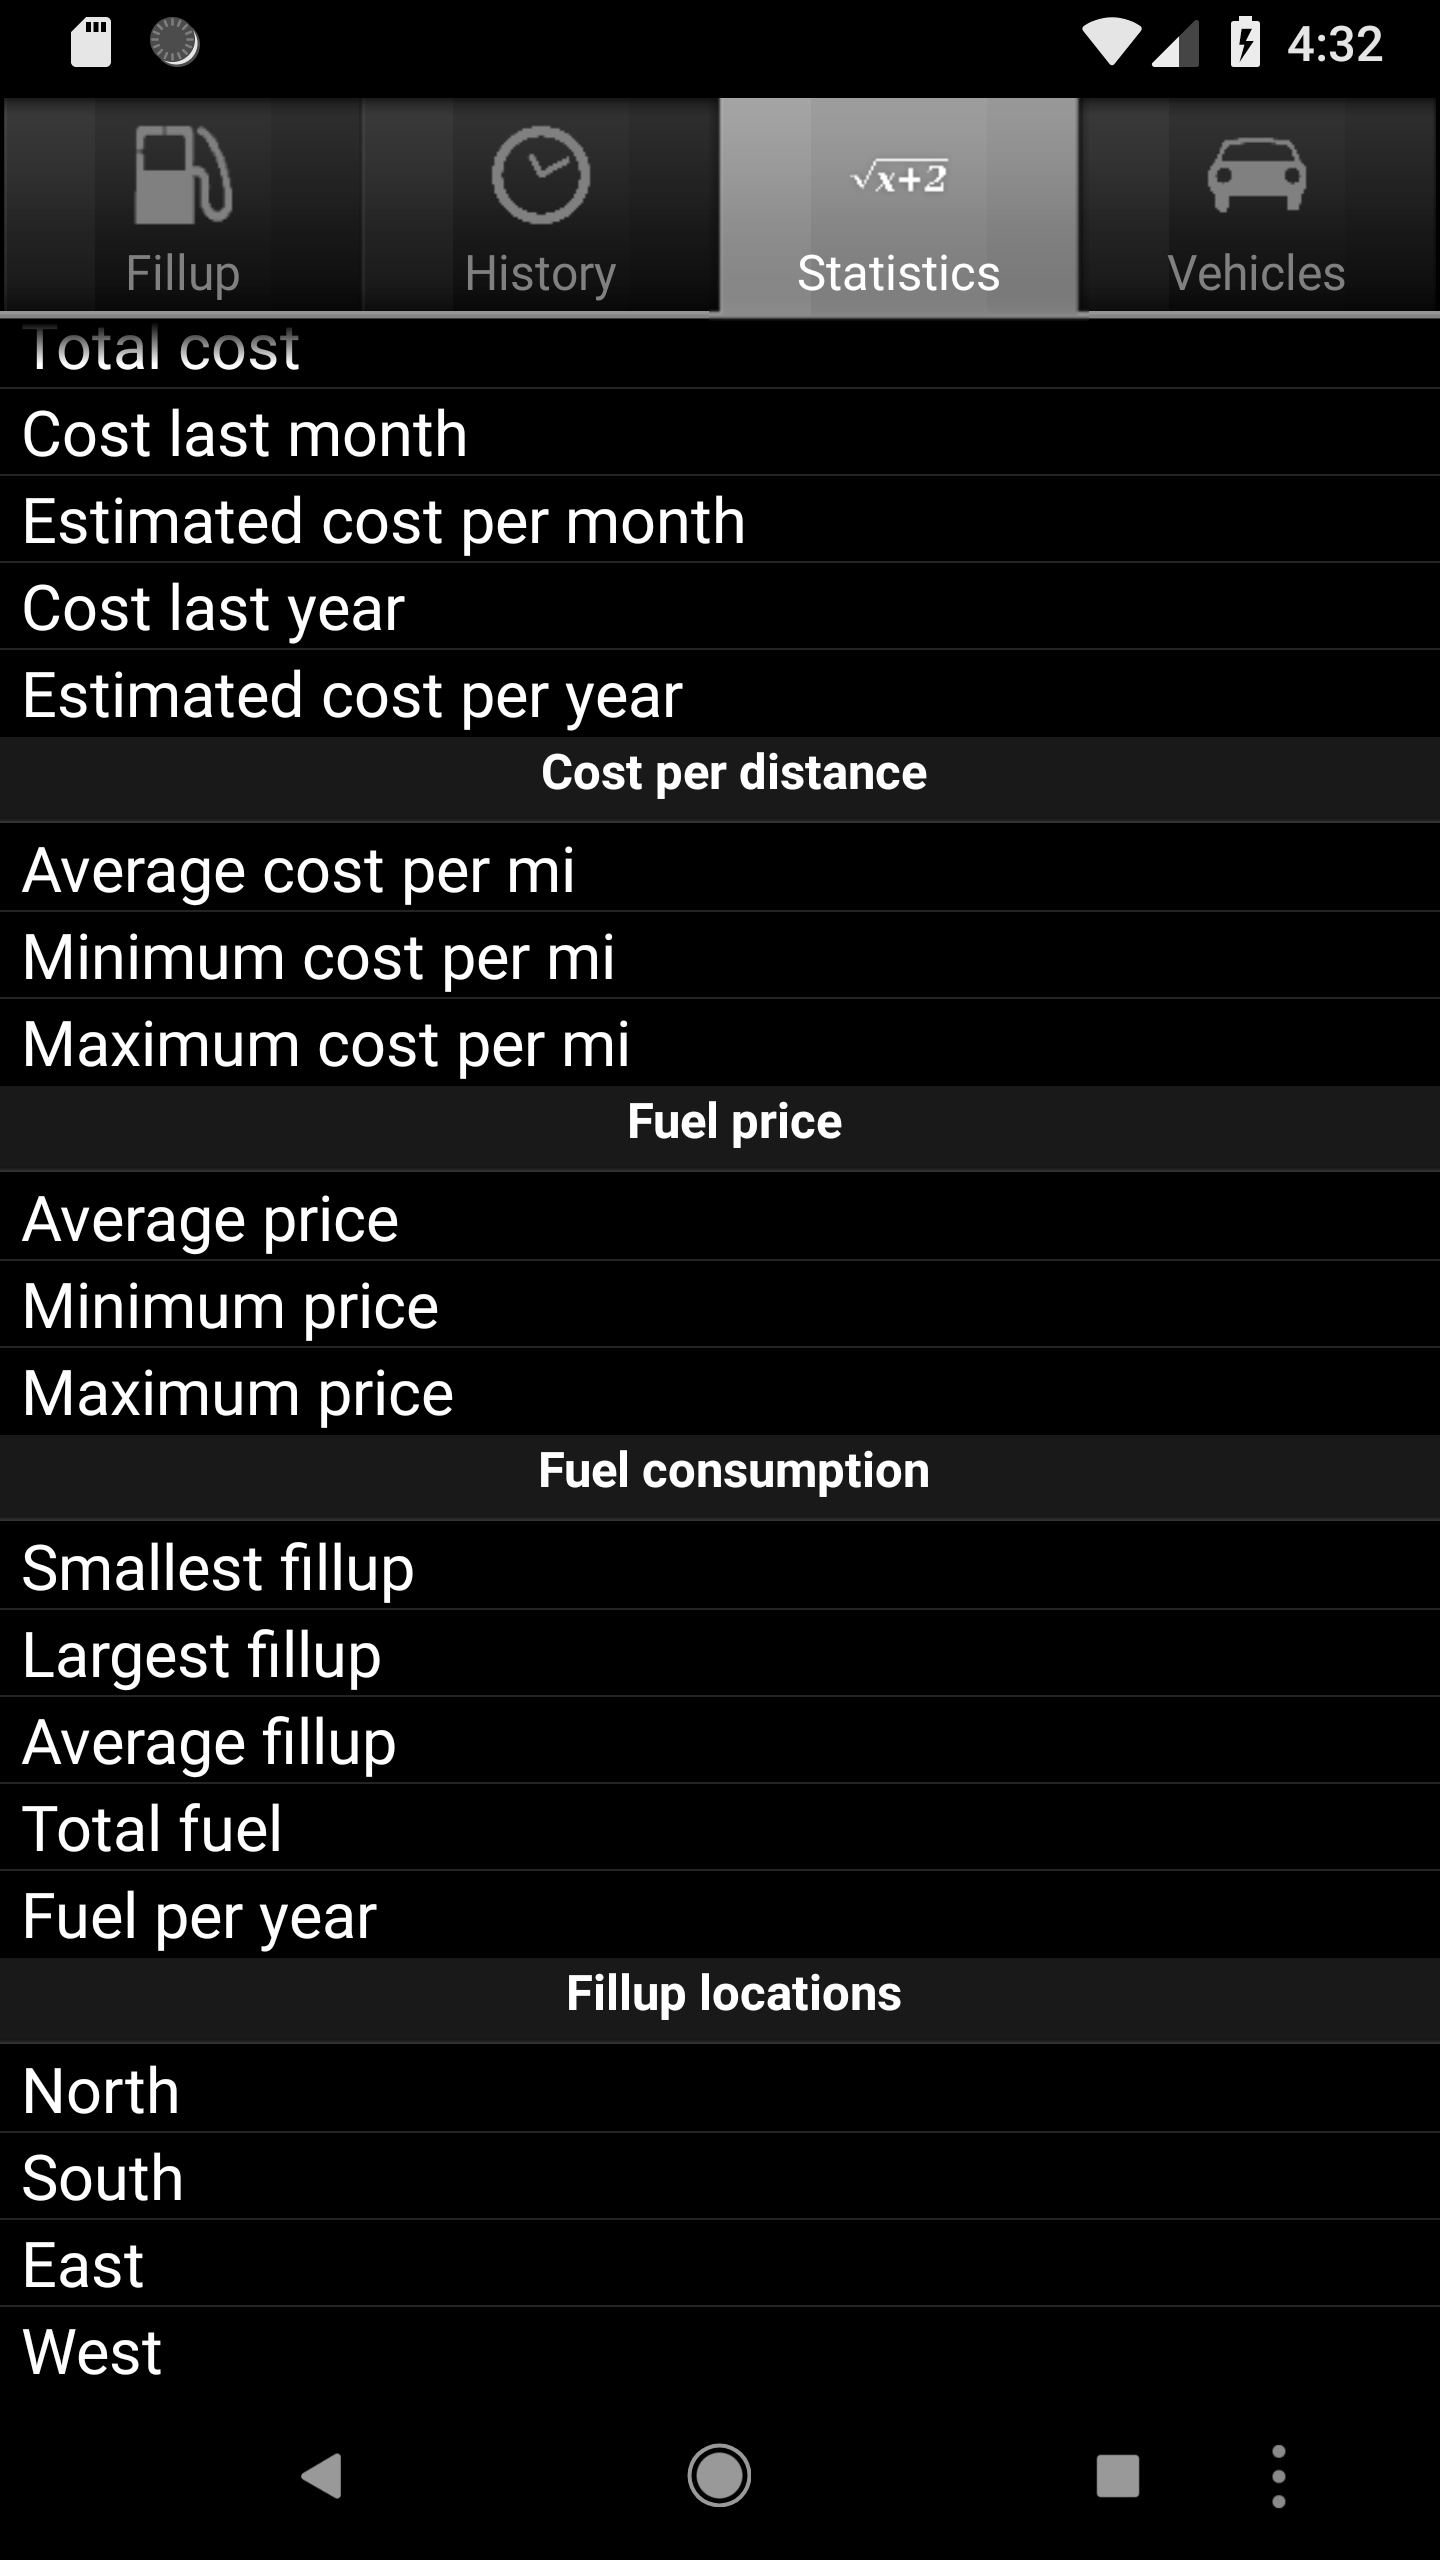 4:32
Fillup
History
√x+2
Statistics
Vehicles
Total cost
Cost last month
Estimated cost per month
Cost last year
Estimated cost per year
Cost per distance
Average cost per mi
Minimum cost per mi
Maximum cost per mi
Fuel price
Average price
Minimum price
Maximum price
Fuel consumption
Smallest fillup
Largest fillup
Average fillup
Total fuel
Fuel per year
Fillup locations
North
South
East
West